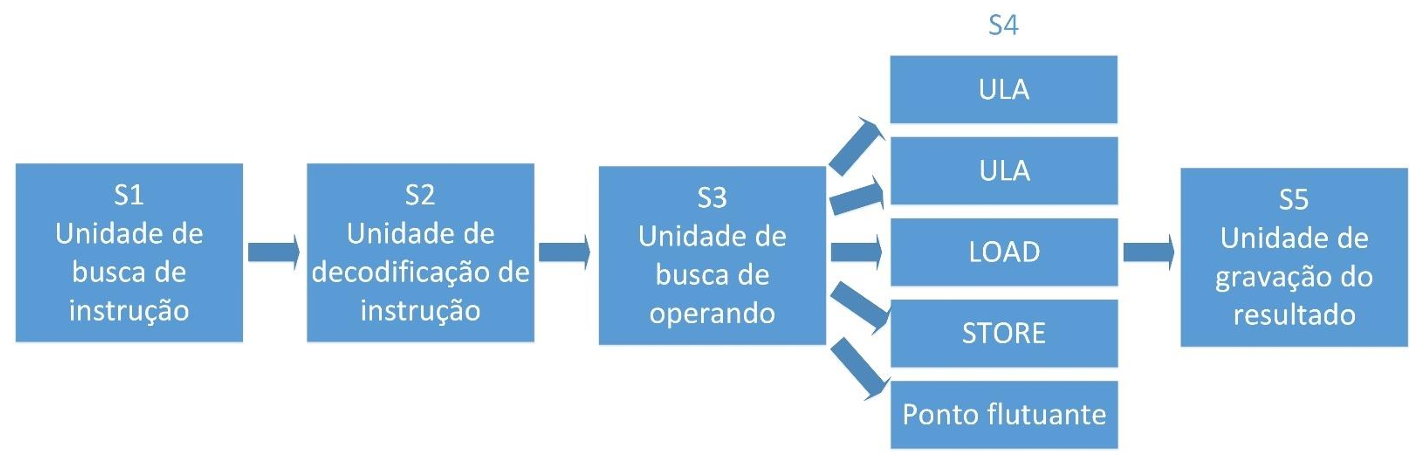 S1
Unidade de
busca de
instrução
S2
Unidade de
decodificação de
instrução
S3
Unidade de
busca de
operando
S4
ULA
ULA
LOAD
STORE
Ponto flutuante
S5
Unidade de
gravação do
resultado